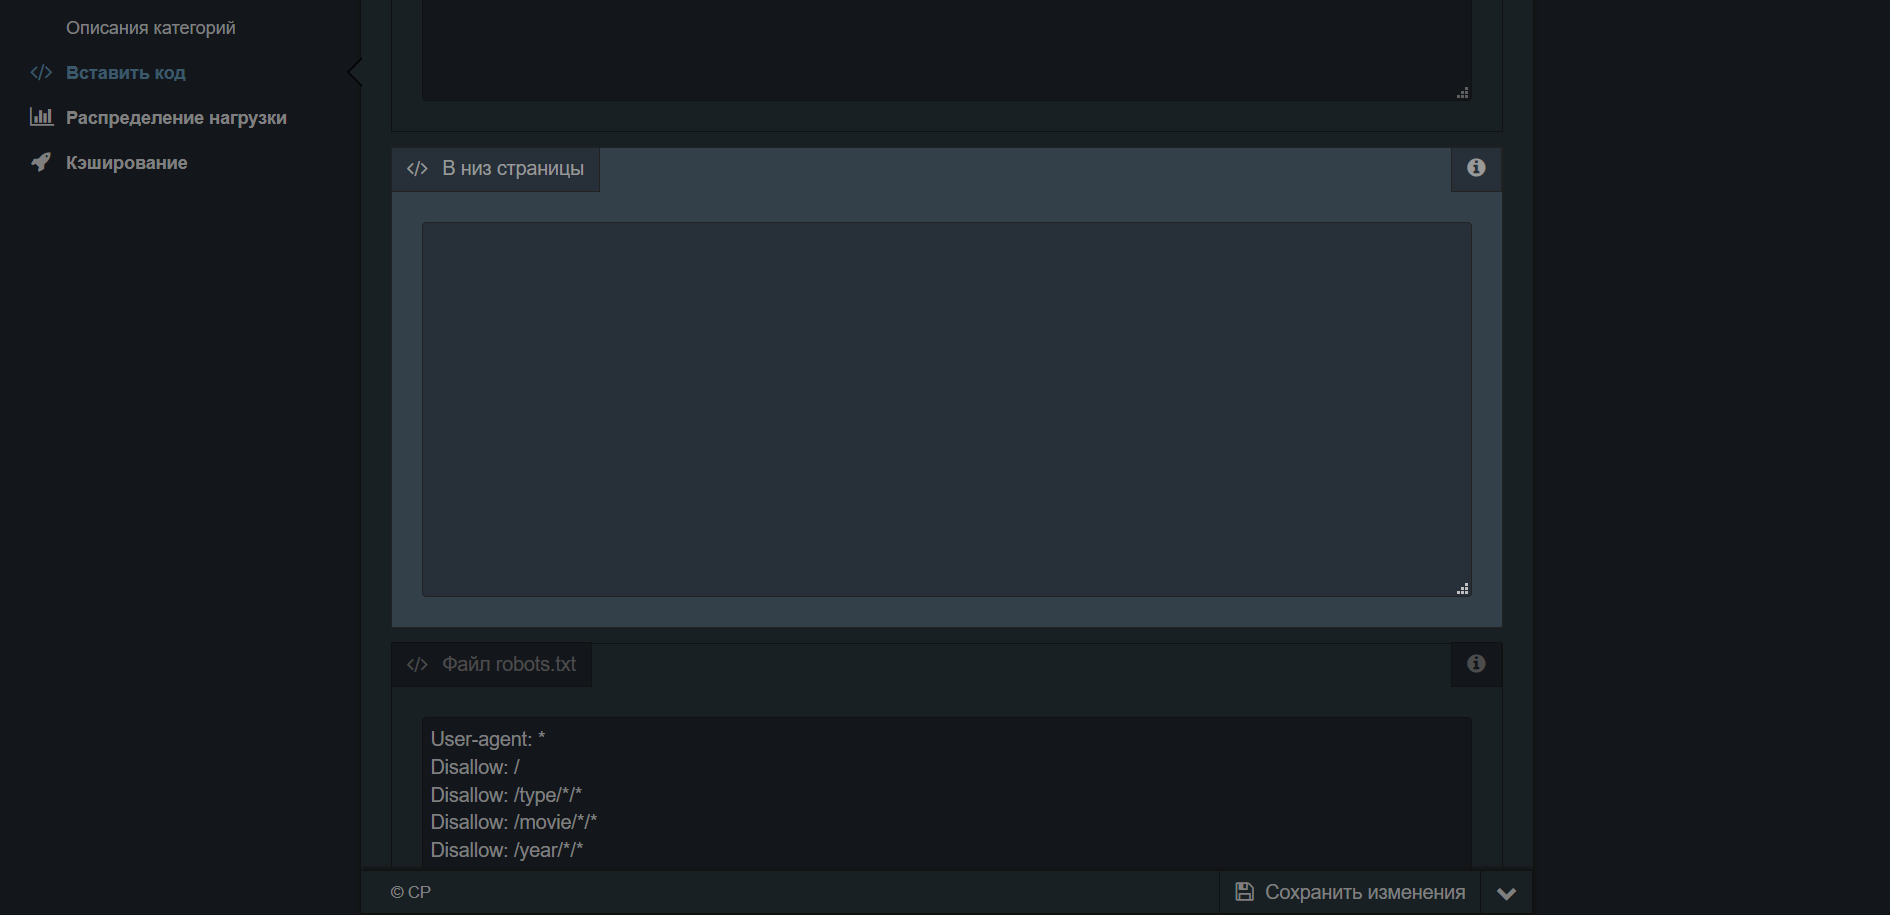 Описания категорий
Вставить код
Распределение нагрузки
Кэширование
В низ страницы
Файл robots.txt
User-agent: *
Disallow: /
Disallow: /type/*/*
Disallow: /movie/*/*
Disallow: /year/*/*
© CP
Сохранить изменения